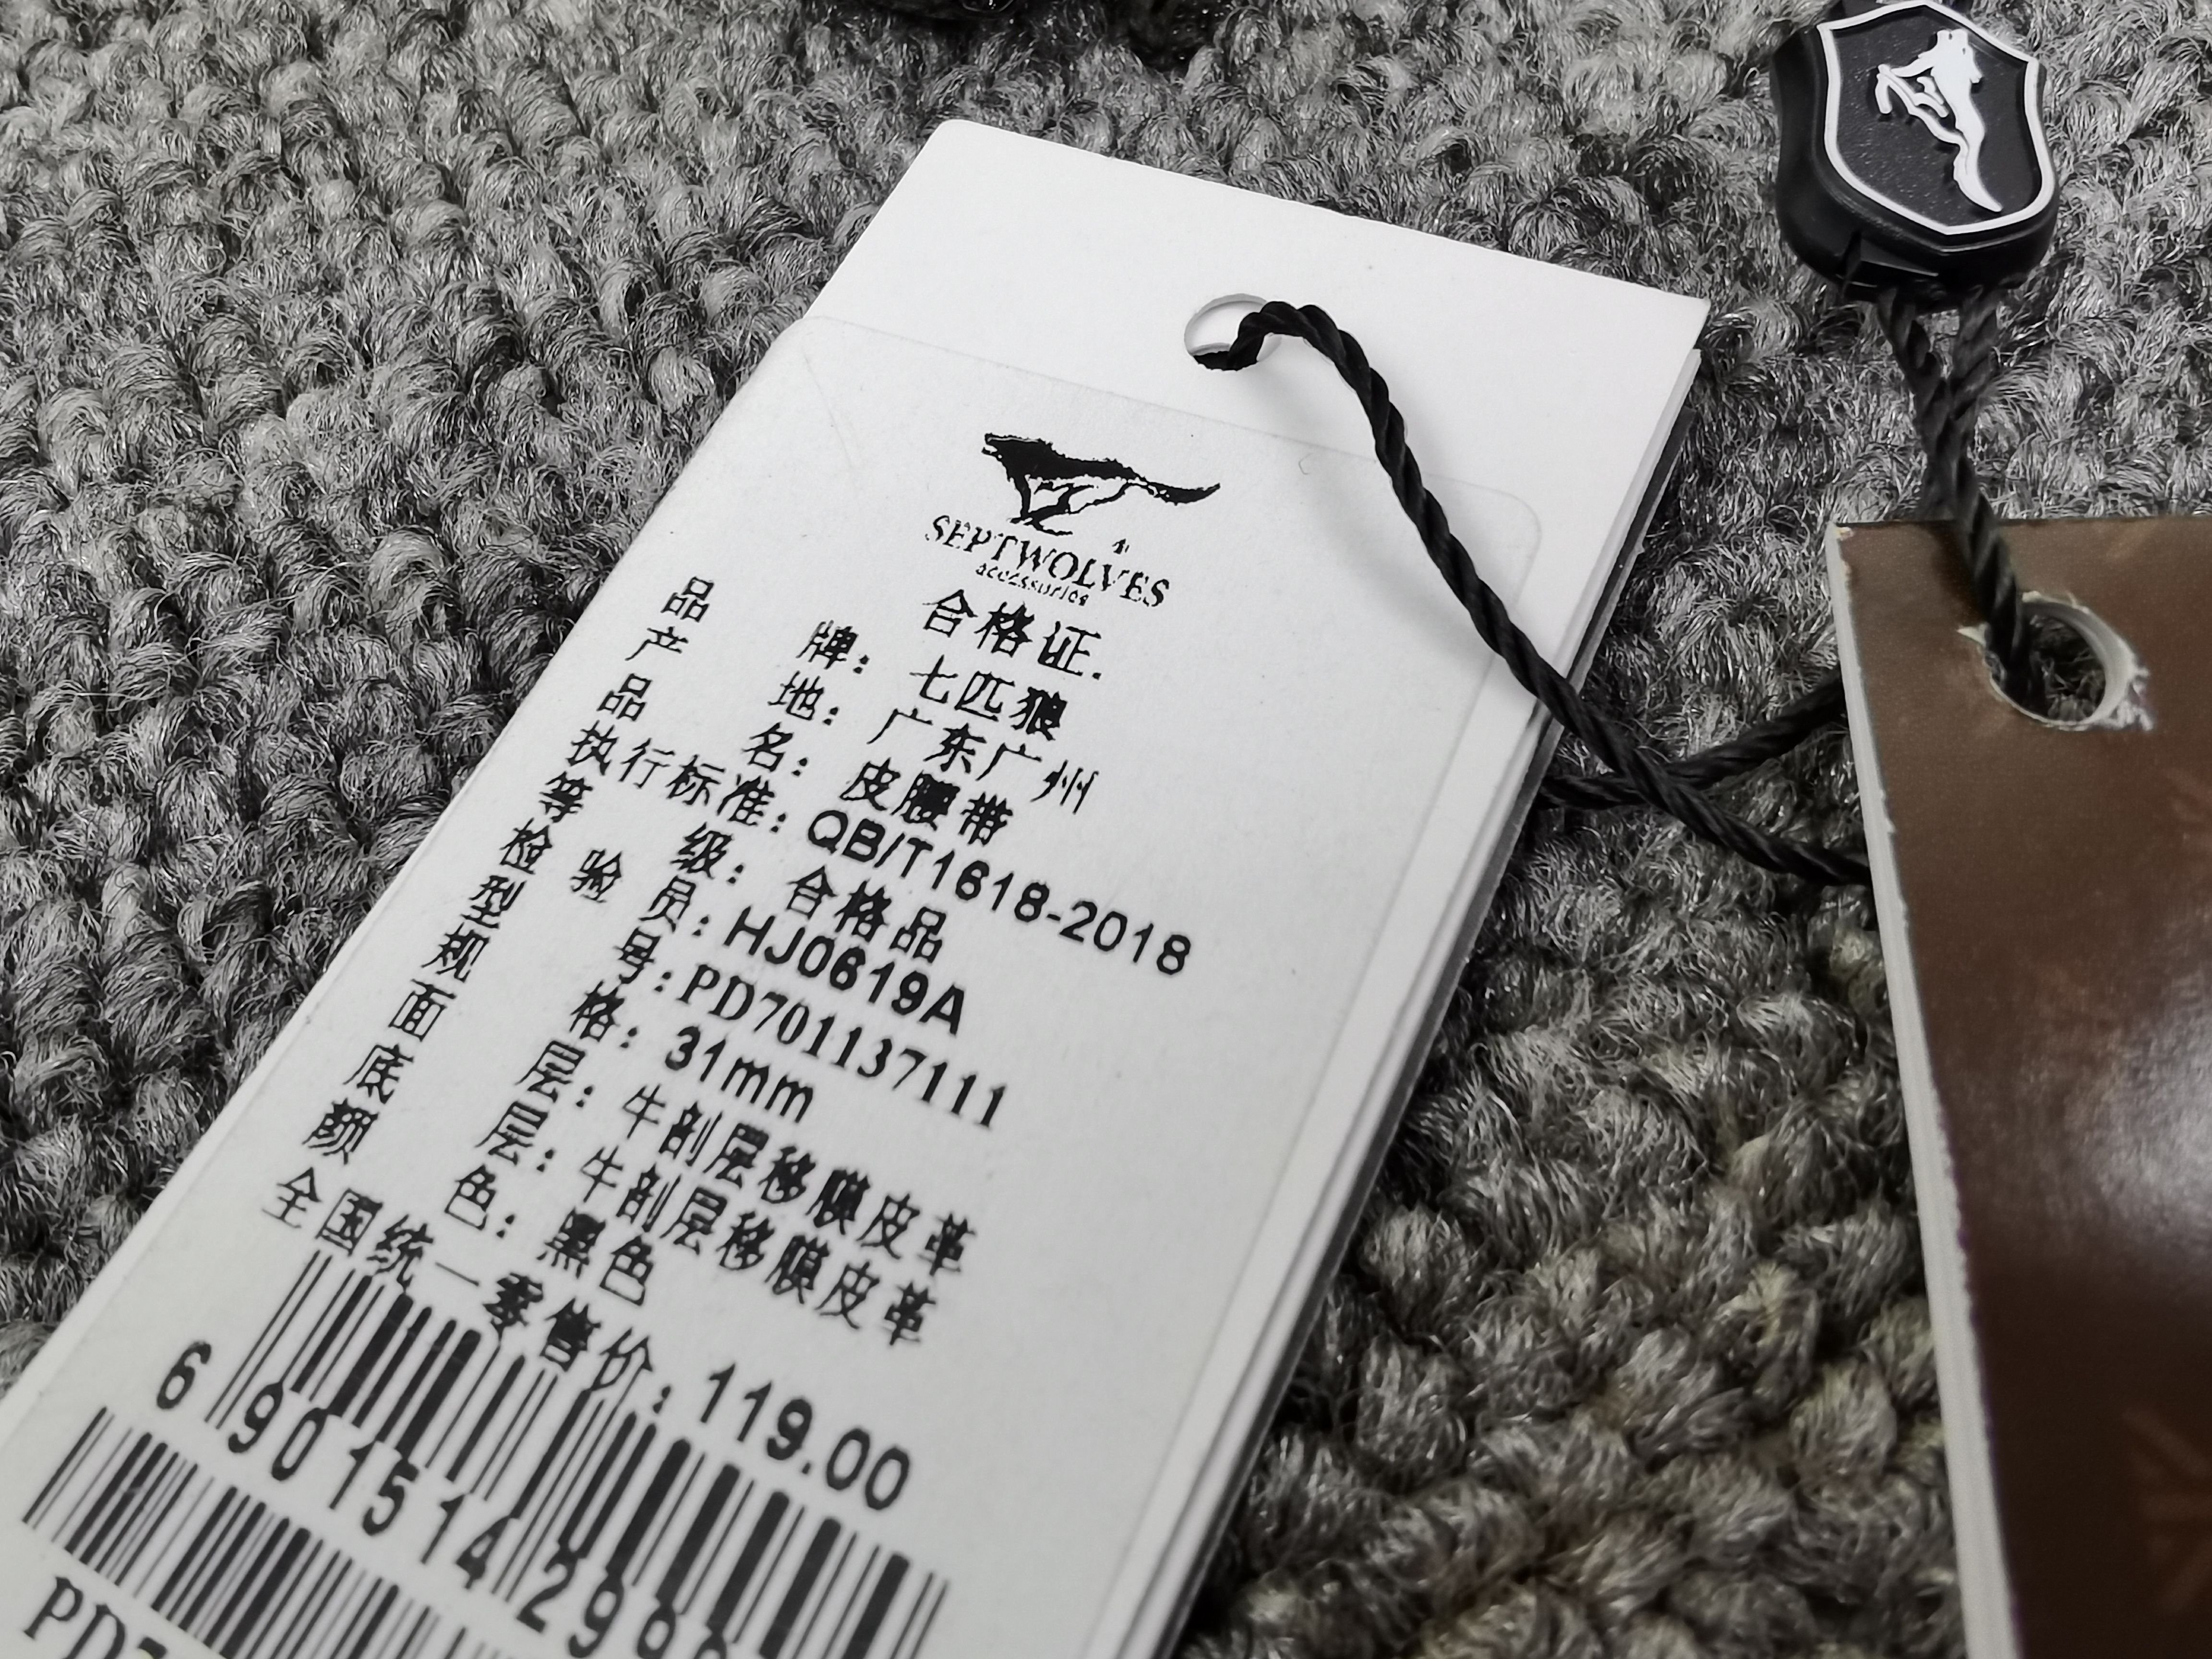 SEPTWOLVES
accessories
合格证
品 牌：七匹狼
产 地：广东广州
品 名：皮腰带
执行标准：QB/T1618-2018
等 级：合格品
检 验 员：HJ0619A
型 号：PD701137111
规 格：31mm
面 层：牛剖层移膜皮革
底 层：牛剖层移膜皮革
颜 色：黑色
全国统一零售价：119.00
6 901514 298